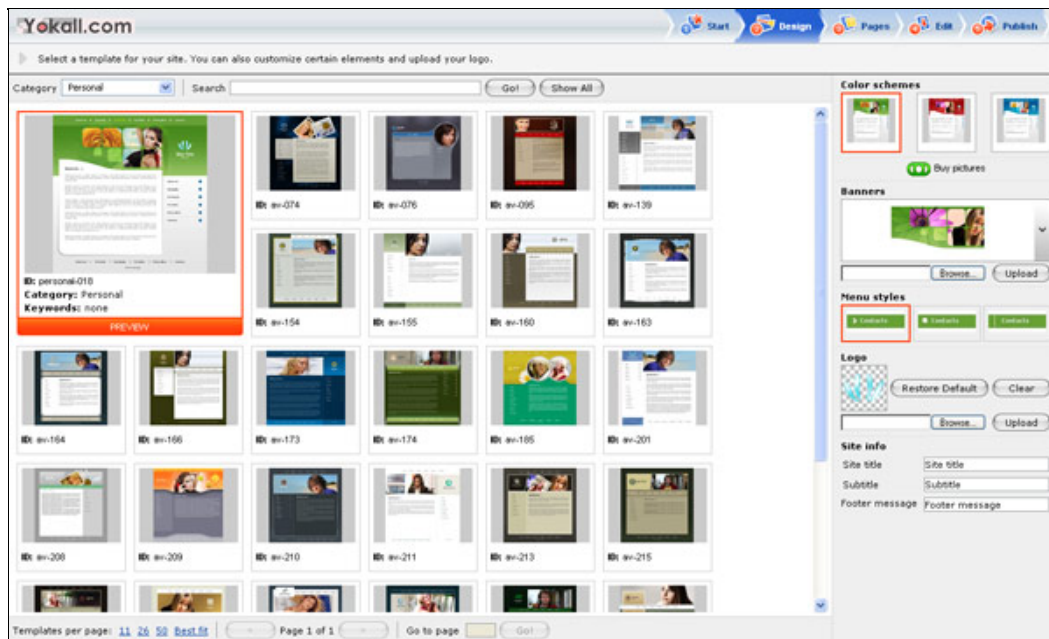 Yokall.com
Start
Design
Pages
Edit
Publish
Select a template for your site. You can also customize certain elements and upload your logo.
Category Personal Search Go! Show All
ID: personal-018
Category: Personal
Keywords: none
PREVIEW
ID: av-074
ID: av-076
ID: av-095
ID: av-139
ID: av-154
ID: av-155
ID: av-160
ID: av-163
ID: av-164
ID: av-166
ID: av-173
ID: av-174
ID: av-185
ID: av-201
ID: av-208
ID: av-209
ID: av-210
ID: av-211
ID: av-213
ID: av-215
Templates per page: 11 26 50 Best fit Page 1 of 1 Go to page Go!
Color schemes
Buy pictures
Banners
Browse... Upload
Menu styles
Contacts Contacts Contacts
Logo
Restore Default Clear
Browse... Upload
Site info
Site title Site title
Subtitle Subtitle
Footer message Footer message